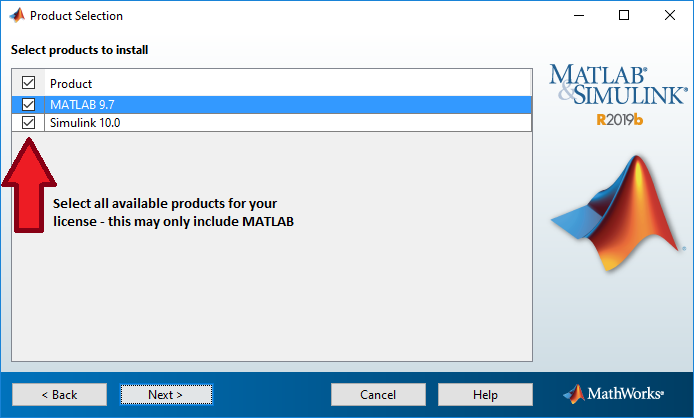 Product Selection
Select products to install
Product
MATLAB 9.7
Simulink 10.0
Select all available products for your
license - this may only include MATLAB
MATLAB®
&SIMULINK®
R2019b
®
< Back
Next >
Cancel
Help
MathWorks®